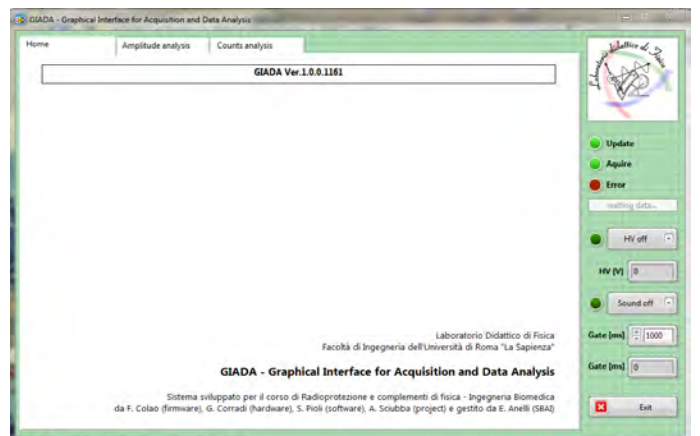 GIADA - Graphical Interface for Acquisition and Data Analysis
Home
Amplitude analysis
Counts analysis
GIADA Ver.1.0.0.1161
Laboratorio Didattico di Fisica
Facoltà di Ingegneria dell'Università di Roma "La Sapienza"
GIADA - Graphical Interface for Acquisition and Data Analysis
Sistema sviluppato per il corso di Radioprotezione e complementi di fisica - Ingegneria Biomedica
da F. Colao (firmware), G. Corradi (hardware), S. Pioli (software), A. Sciubba (project) e gestito da E. Anelli (SBAI)
Laboratorio didattico di Fisica
Update
Aquire
Error
waiting data...
HV off
HV [V] 0
Sound off
Gate [ms] 1000
Gate [ms] 0
Exit